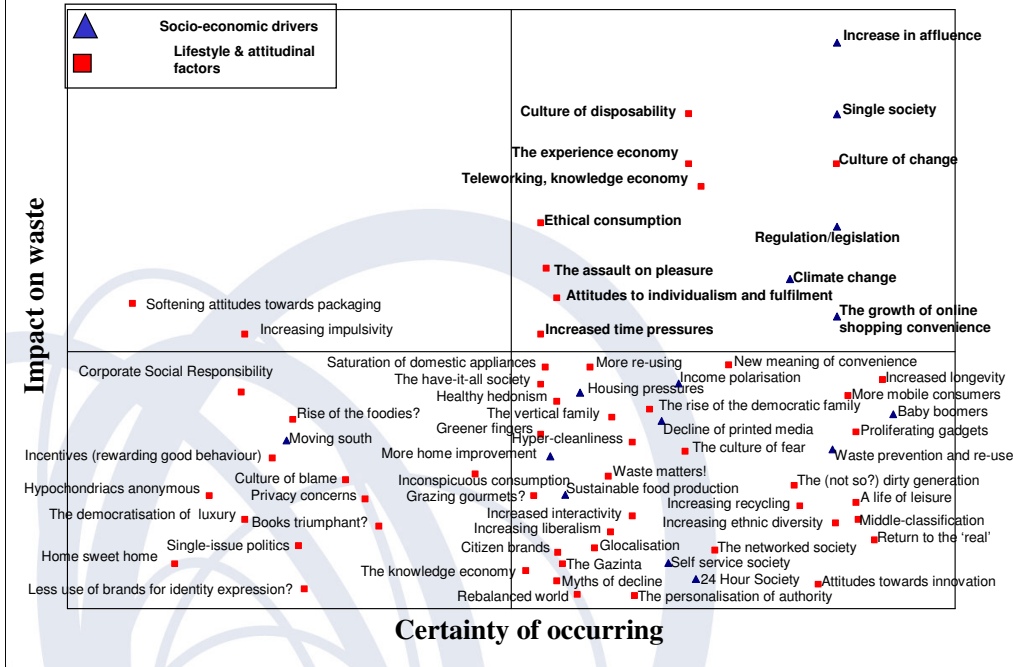 Socio-economic drivers
Lifestyle & attitudinal
factors
Increase in affluence
Culture of disposability
Single society
The experience economy
Culture of change
Teleworking, knowledge economy
Ethical consumption
Regulation/legislation
The assault on pleasure
Climate change
Attitudes to individualism and fulfilment
Softening attitudes towards packaging
The growth of online
shopping convenience
Increasing impulsivity
Increased time pressures
Impact on waste
Saturation of domestic appliances
More re-using
New meaning of convenience
Corporate Social Responsibility
The have-it-all society
Income polarisation
Increased longevity
Housing pressures
Healthy hedonism
More mobile consumers
Rise of the foodies?
The vertical family
The rise of the democratic family
Baby boomers
Greener fingers
Decline of printed media
Proliferating gadgets
Moving south
Hyper-cleanliness
The culture of fear
Incentives (rewarding good behaviour)
More home improvement
Waste prevention and re-use
Culture of blame
Inconspicuous consumption
Waste matters!
The (not so?) dirty generation
Hypochondriacs anonymous
Privacy concerns
Grazing gourmets?
Sustainable food production
Increasing recycling
A life of leisure
The democratisation of luxury
Books triumphant?
Increased interactivity
Increasing ethnic diversity
Middle-classification
Increasing liberalism
Return to the ‘real’
Single-issue politics
Citizen brands
Glocalisation
The networked society
Home sweet home
The Gazinta
Self service society
The knowledge economy
Myths of decline
24 Hour Society
Attitudes towards innovation
Less use of brands for identity expression?
Rebalanced world
The personalisation of authority
Certainty of occurring